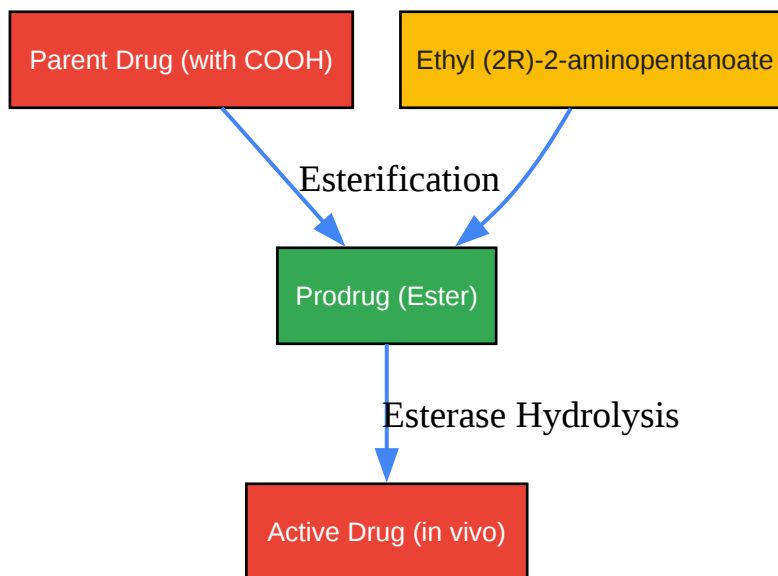 Parent Drug (with COOH)
Ethyl (2R)-2-aminopentanoate
Esterification
Prodrug (Ester)
Esterase Hydrolysis
Active Drug (in vivo)